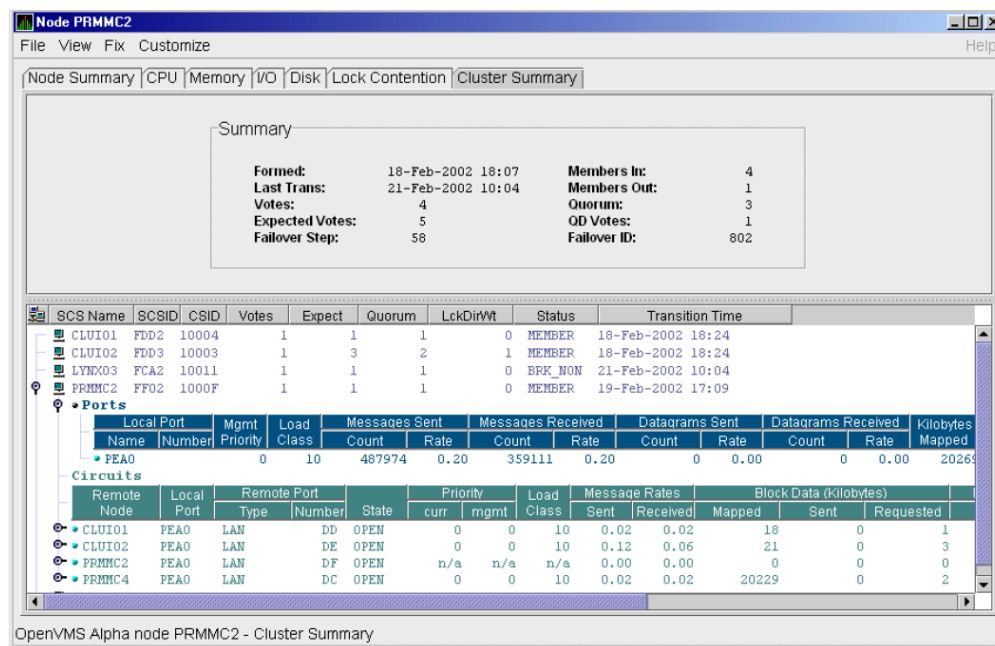 Node PRMMC2
File View Fix Customize Help
Node Summary CPU Memory I/O Disk Lock Contention Cluster Summary
Summary
Formed: 18-Feb-2002 18:07 Members In: 4
Last Trans: 21-Feb-2002 10:04 Members Out: 1
Votes: 4 Quorum: 3
Expected Votes: 5 QD Votes: 1
Failover Step: 58 Failover ID: 802
SCS Name SCSID CSID Votes Expect Quorum LckDirWt Status Transition Time
CLUI01 FDD2 10004 1 1 1 0 MEMBER 18-Feb-2002 18:24
CLUI02 FDD3 10003 1 3 2 1 MEMBER 18-Feb-2002 18:24
LYNX03 FCA2 10011 1 1 1 0 BRK_NON 21-Feb-2002 10:04
PRMMC2 FF02 1000F 1 1 1 0 MEMBER 19-Feb-2002 17:09
Ports
Local Port Mgmt Load Messages Sent Messages Received Datagrams Sent Datagrams Received Kilobytes
Name Number Priority Class Count Rate Count Rate Count Rate Count Rate Mapped
PEA0 0 10 487974 0.20 359111 0.20 0 0.00 0 0.00 20269
Circuits
Remote Local Remote Port Priority Load Message Rates Block Data (Kilobytes)
Node Port Type Number State curr mgmt Class Sent Received Mapped Sent Requested
CLUI01 PEA0 LAN DD OPEN 0 0 10 0.02 0.02 18 0 1
CLUI02 PEA0 LAN DE OPEN 0 0 10 0.12 0.06 21 0 3
PRMMC2 PEA0 LAN DF OPEN n/a n/a n/a 0.00 0.00 0 0 0
PRMMC4 PEA0 LAN DC OPEN 0 0 10 0.02 0.02 20229 0 2
OpenVMS Alpha node PRMMC2 - Cluster Summary